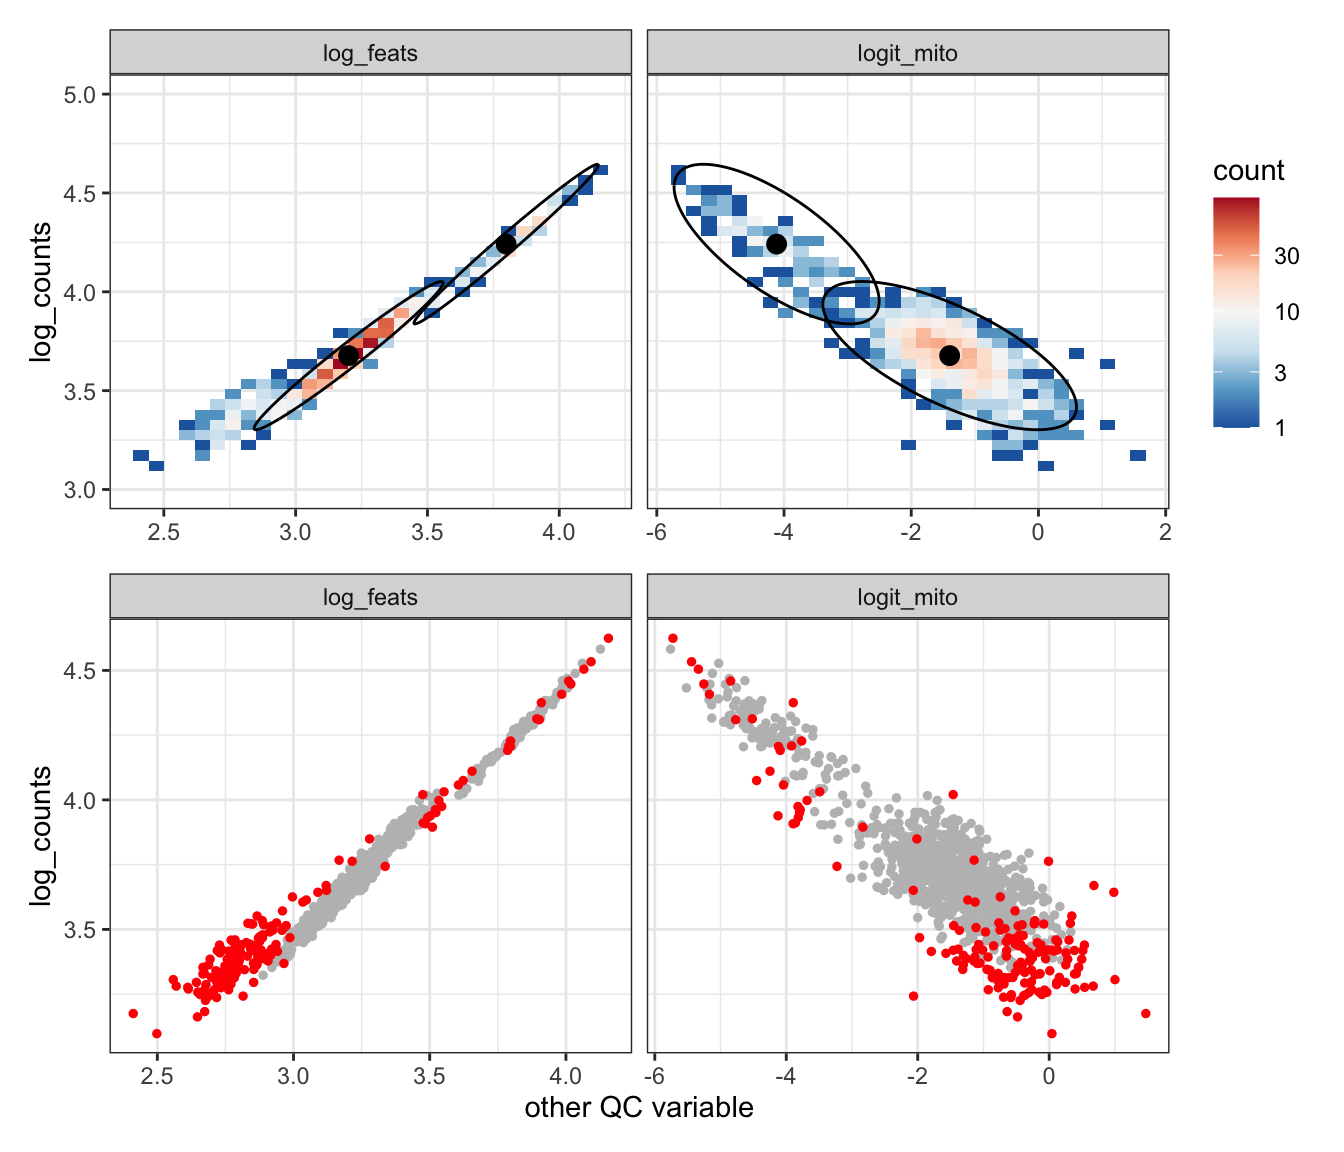 log_feats
logit_mito
5.0
4.5
4.0
3.5
3.0
log_counts
2.5 3.0 3.5 4.0
-6 -4 -2 0 2
count
30
10
3
1
log_feats
logit_mito
4.5
4.0
3.5
log_counts
2.5 3.0 3.5 4.0
-6 -4 -2 0
other QC variable